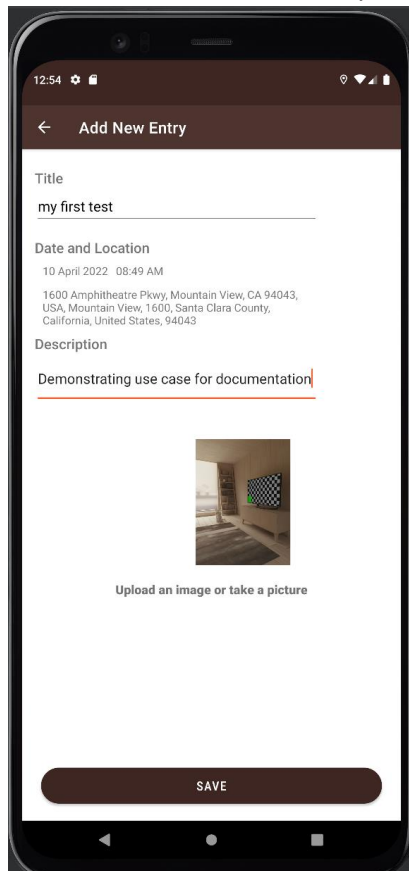 12:54
Add New Entry
Title
my first test
Date and Location
10 April 2022 08:49 AM
1600 Amphitheatre Pkwy, Mountain View, CA 94043,
USA, Mountain View, 1600, Santa Clara County,
California, United States, 94043
Description
Demonstrating use case for documentation
Upload an image or take a picture
SAVE